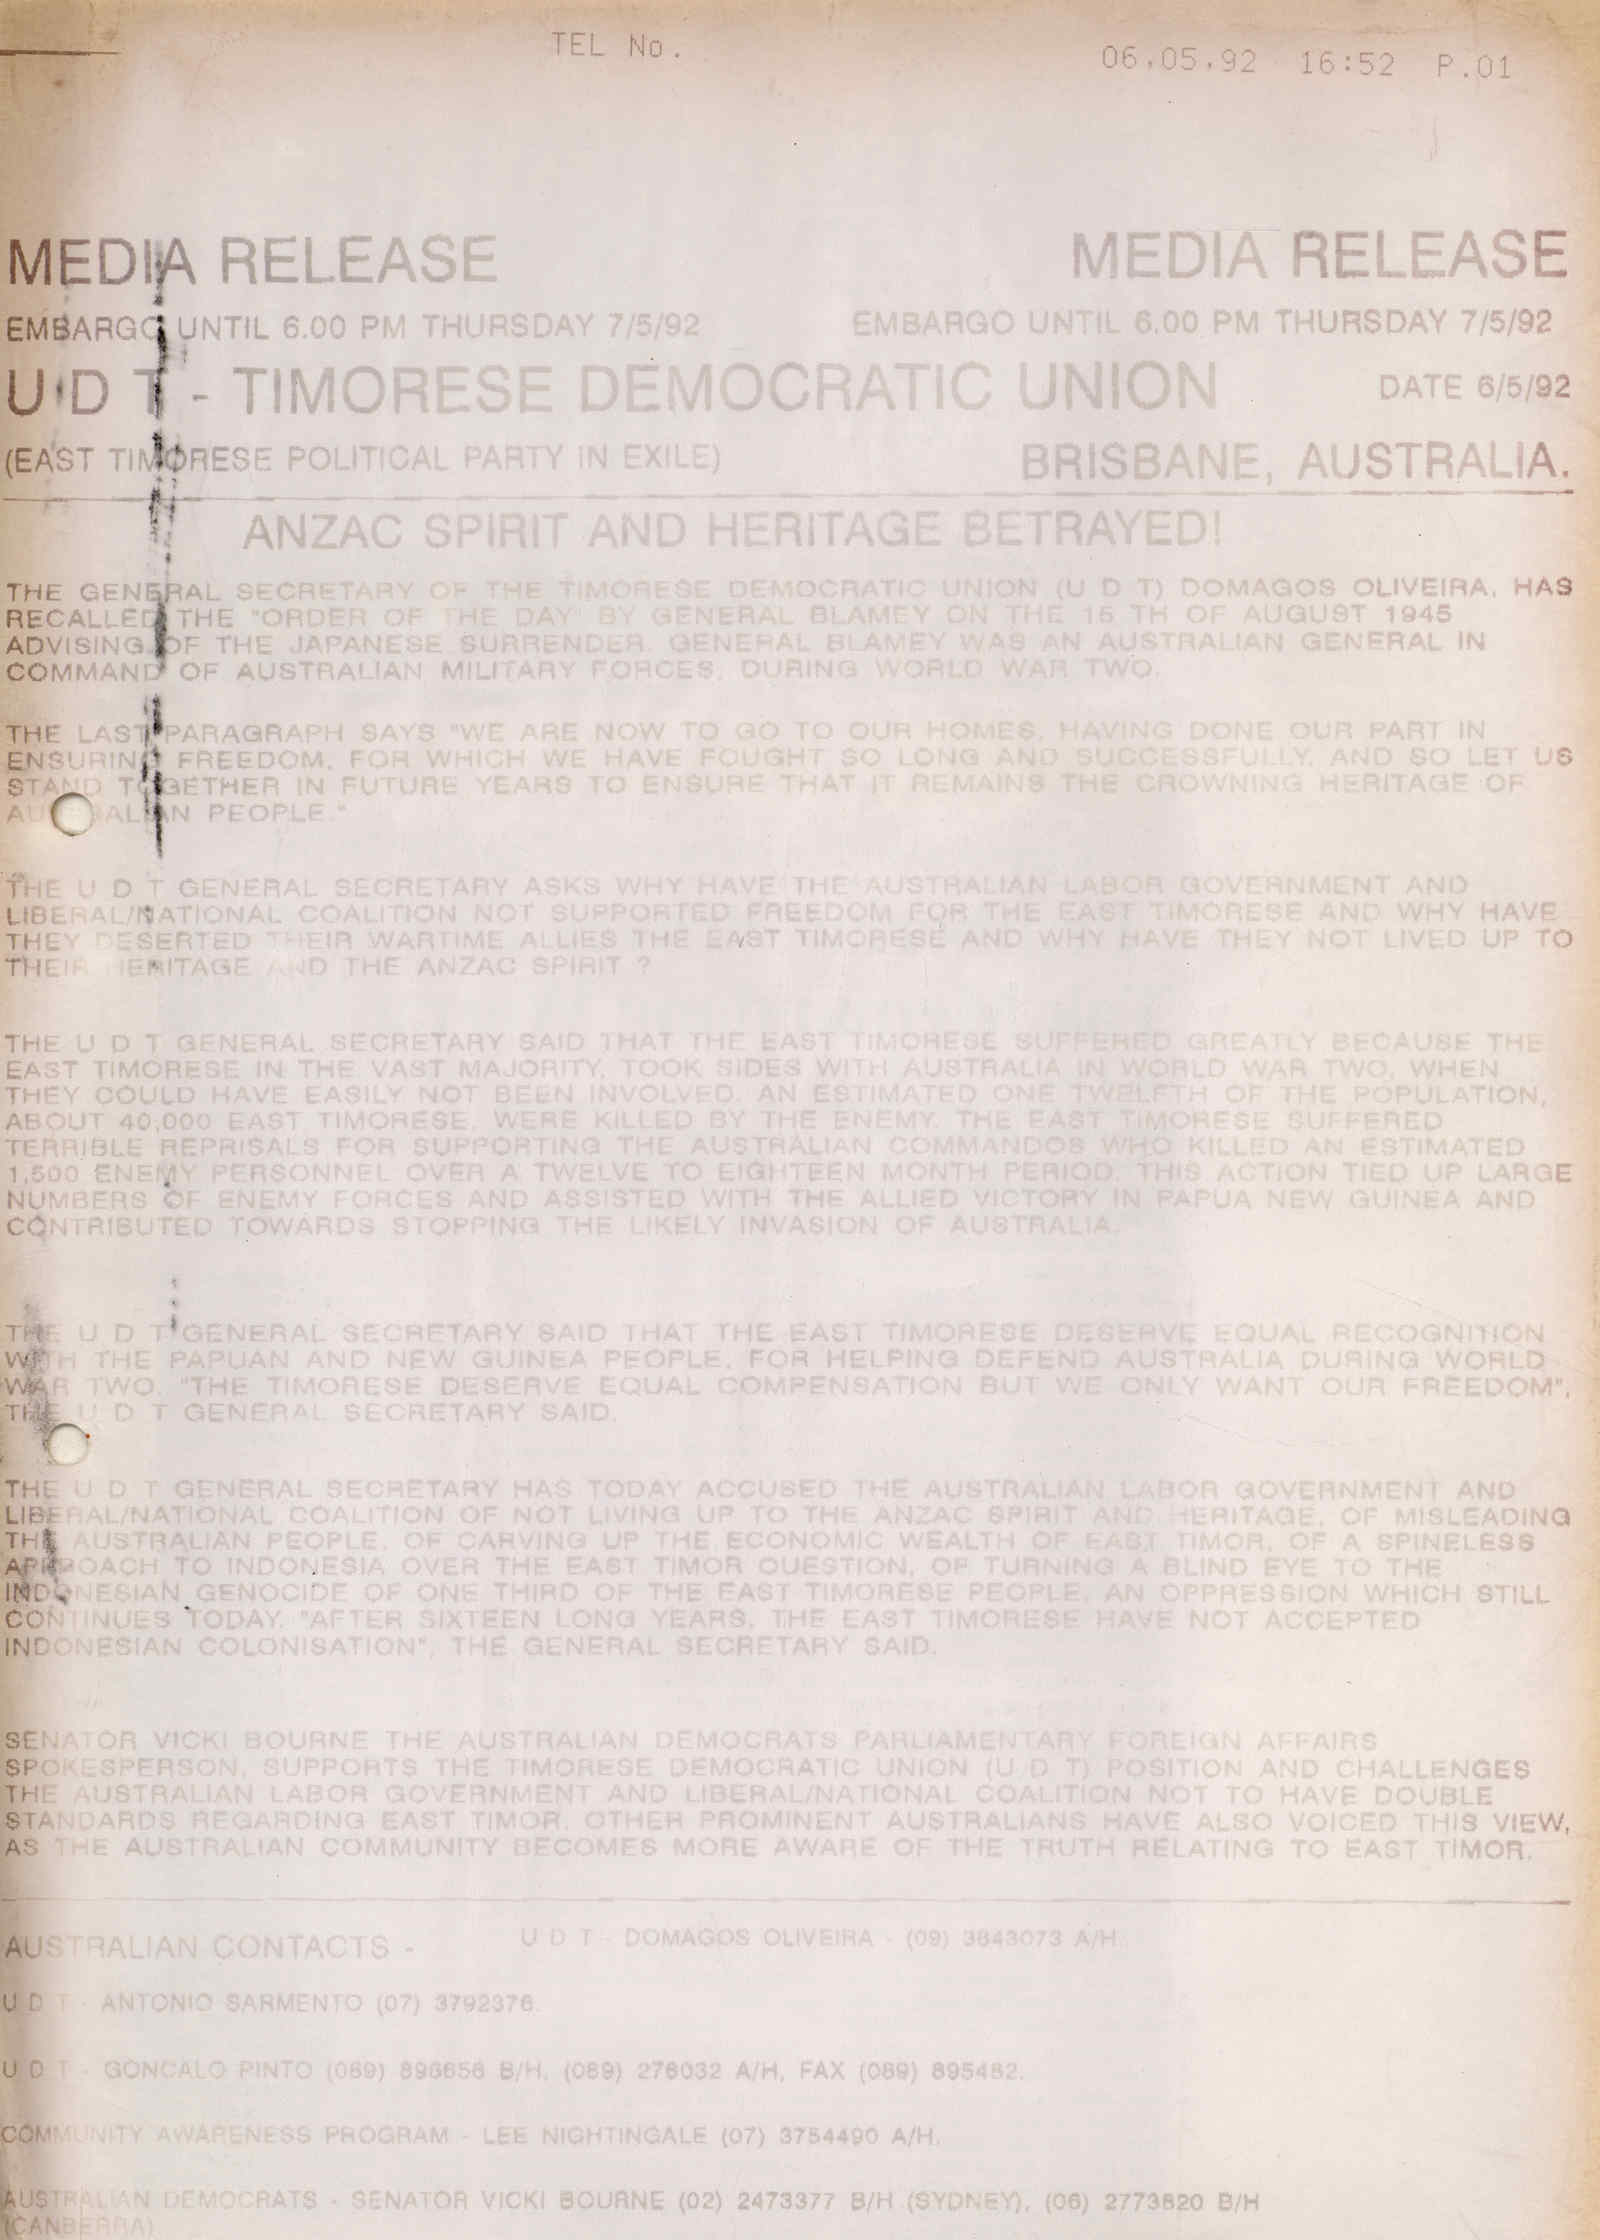 TEL No. 06.05.92 16:52 P.01
MEDIA RELEASE MEDIA RELEASE
EMBARGO UNTIL 6.00 PM THURSDAY 7/5/92 EMBARGO UNTIL 6.00 PM THURSDAY 7/5/92
U D T - TIMORESE DEMOCRATIC UNION DATE 6/5/92
(EAST TIMORESE POLITICAL PARTY IN EXILE) BRISBANE, AUSTRALIA.
ANZAC SPIRIT AND HERITAGE BETRAYED!
THE GENERAL SECRETARY OF THE TIMORESE DEMOCRATIC UNION (U D T) DOMAGOS OLIVEIRA, HAS
RECALLED THE "ORDER OF THE DAY" BY GENERAL BLAMEY ON THE 15 TH OF AUGUST 1945
ADVISING OF THE JAPANESE SURRENDER. GENERAL BLAMEY WAS AN AUSTRALIAN GENERAL IN
COMMAND OF AUSTRALIAN MILITARY FORCES, DURING WORLD WAR TWO.
THE LAST PARAGRAPH SAYS "WE ARE NOW TO GO TO OUR HOMES, HAVING DONE OUR PART IN
ENSURING FREEDOM, FOR WHICH WE HAVE FOUGHT SO LONG AND SUCCESSFULLY, AND SO LET US
STAND TOGETHER IN FUTURE YEARS TO ENSURE THAT IT REMAINS THE CROWNING HERITAGE OF
AUSTRALIAN PEOPLE."
THE U D T GENERAL SECRETARY ASKS WHY HAVE THE AUSTRALIAN LABOR GOVERNMENT AND
LIBERAL/NATIONAL COALITION NOT SUPPORTED FREEDOM FOR THE EAST TIMORESE AND WHY HAVE
THEY DESERTED THEIR WARTIME ALLIES THE EAST TIMORESE AND WHY HAVE THEY NOT LIVED UP TO
THEIR HERITAGE AND THE ANZAC SPIRIT ?
THE U D T GENERAL SECRETARY SAID THAT THE EAST TIMORESE SUFFERED GREATLY BECAUSE THE
EAST TIMORESE IN THE VAST MAJORITY, TOOK SIDES WITH AUSTRALIA IN WORLD WAR TWO, WHEN
THEY COULD HAVE EASILY NOT BEEN INVOLVED. AN ESTIMATED ONE TWELFTH OF THE POPULATION,
ABOUT 40,000 EAST TIMORESE, WERE KILLED BY THE ENEMY. THE EAST TIMORESE SUFFERED
TERRIBLE REPRISALS FOR SUPPORTING THE AUSTRALIAN COMMANDOS WHO KILLED AN ESTIMATED
1,500 ENEMY PERSONNEL OVER A TWELVE TO EIGHTEEN MONTH PERIOD. THIS ACTION TIED UP LARGE
NUMBERS OF ENEMY FORCES AND ASSISTED WITH THE ALLIED VICTORY IN PAPUA NEW GUINEA AND
CONTRIBUTED TOWARDS STOPPING THE LIKELY INVASION OF AUSTRALIA.
THE U D T GENERAL SECRETARY SAID THAT THE EAST TIMORESE DESERVE EQUAL RECOGNITION
WITH THE PAPUAN AND NEW GUINEA PEOPLE, FOR HELPING DEFEND AUSTRALIA DURING WORLD
WAR TWO. "THE TIMORESE DESERVE EQUAL COMPENSATION BUT WE ONLY WANT OUR FREEDOM",
THE U D T GENERAL SECRETARY SAID.
THE U D T GENERAL SECRETARY HAS TODAY ACCUSED THE AUSTRALIAN LABOR GOVERNMENT AND
LIBERAL/NATIONAL COALITION OF NOT LIVING UP TO THE ANZAC SPIRIT AND HERITAGE, OF MISLEADING
THE AUSTRALIAN PEOPLE, OF CARVING UP THE ECONOMIC WEALTH OF EAST TIMOR, OF A SPINELESS
APPROACH TO INDONESIA OVER THE EAST TIMOR QUESTION, OF TURNING A BLIND EYE TO THE
INDONESIAN GENOCIDE OF ONE THIRD OF THE EAST TIMORESE PEOPLE, AN OPPRESSION WHICH STILL
CONTINUES TODAY. "AFTER SIXTEEN LONG YEARS, THE EAST TIMORESE HAVE NOT ACCEPTED
INDONESIAN COLONISATION", THE GENERAL SECRETARY SAID.
SENATOR VICKI BOURNE THE AUSTRALIAN DEMOCRATS PARLIAMENTARY FOREIGN AFFAIRS
SPOKESPERSON, SUPPORTS THE TIMORESE DEMOCRATIC UNION (U D T) POSITION AND CHALLENGES
THE AUSTRALIAN LABOR GOVERNMENT AND LIBERAL/NATIONAL COALITION NOT TO HAVE DOUBLE
STANDARDS REGARDING EAST TIMOR. OTHER PROMINENT AUSTRALIANS HAVE ALSO VOICED THIS VIEW,
AS THE AUSTRALIAN COMMUNITY BECOMES MORE AWARE OF THE TRUTH RELATING TO EAST TIMOR.
AUSTRALIAN CONTACTS - U D T - DOMAGOS OLIVEIRA - (09) 3843073 A/H.
U D T - ANTONIO SARMENTO (07) 3792376.
U D T - GONCALO PINTO (089) 896656 B/H, (089) 276032 A/H, FAX (089) 895482.
COMMUNITY AWARENESS PROGRAM - LEE NIGHTINGALE (07) 3754490 A/H.
AUSTRALIAN DEMOCRATS - SENATOR VICKI BOURNE (02) 2473377 B/H (SYDNEY), (06) 2773820 B/H
(CANBERRA)